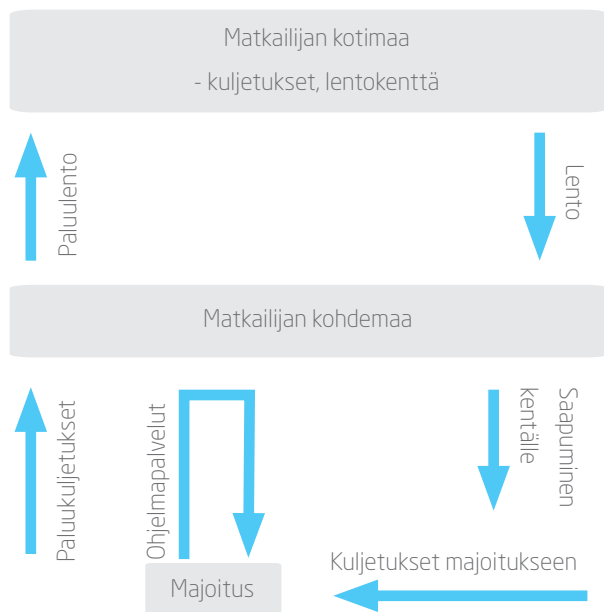 Matkailijan kotimaa
- kuljetukset, lentokenttä
Paluulento
Lento
Matkailijan kohdemaa
Paluukuljetukset
Ohjelmapalvelut
Saapuminen
kentälle
Kuljetukset majoitukseen
Majoitus